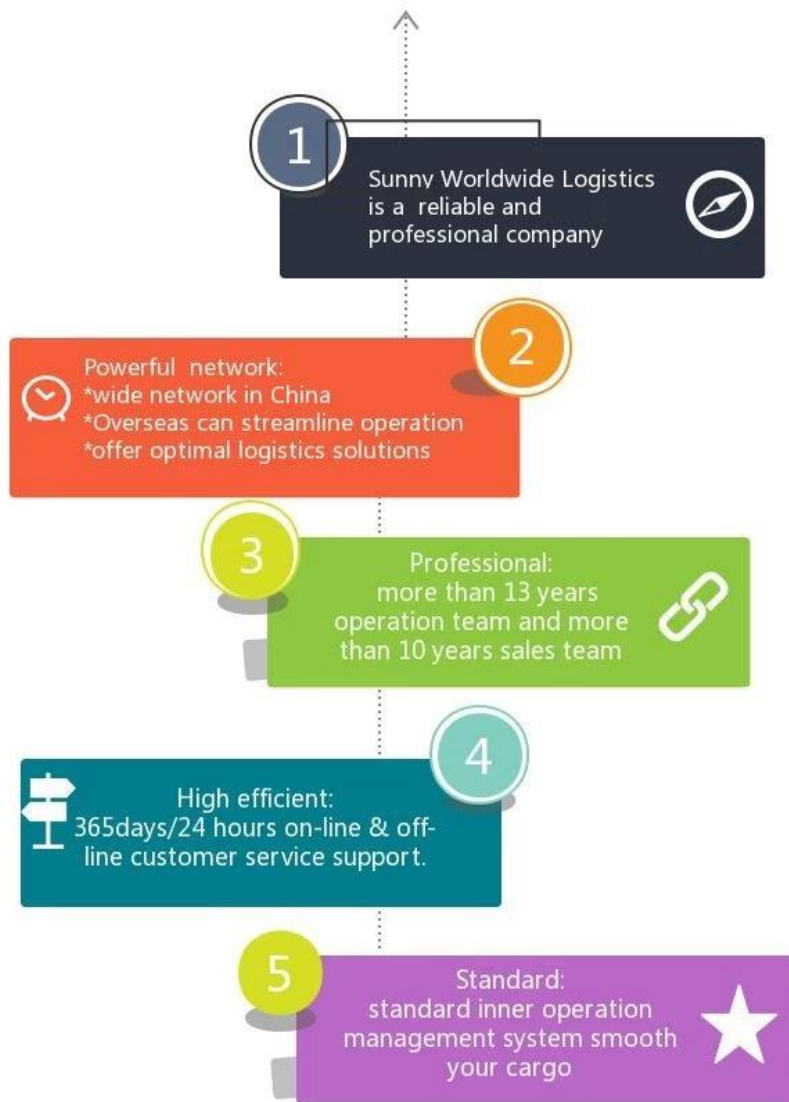 1
Sunny Worldwide Logistics
is a reliable and
professional company
2
Powerful network:
*wide network in China
*Overseas can streamline operation
*offer optimal logistics solutions
3
Professional:
more than 13 years
operation team and more
than 10 years sales team
4
High efficient:
365days/24 hours on-line & off-
line customer service support.
5
Standard:
standard inner operation
management system smooth
your cargo